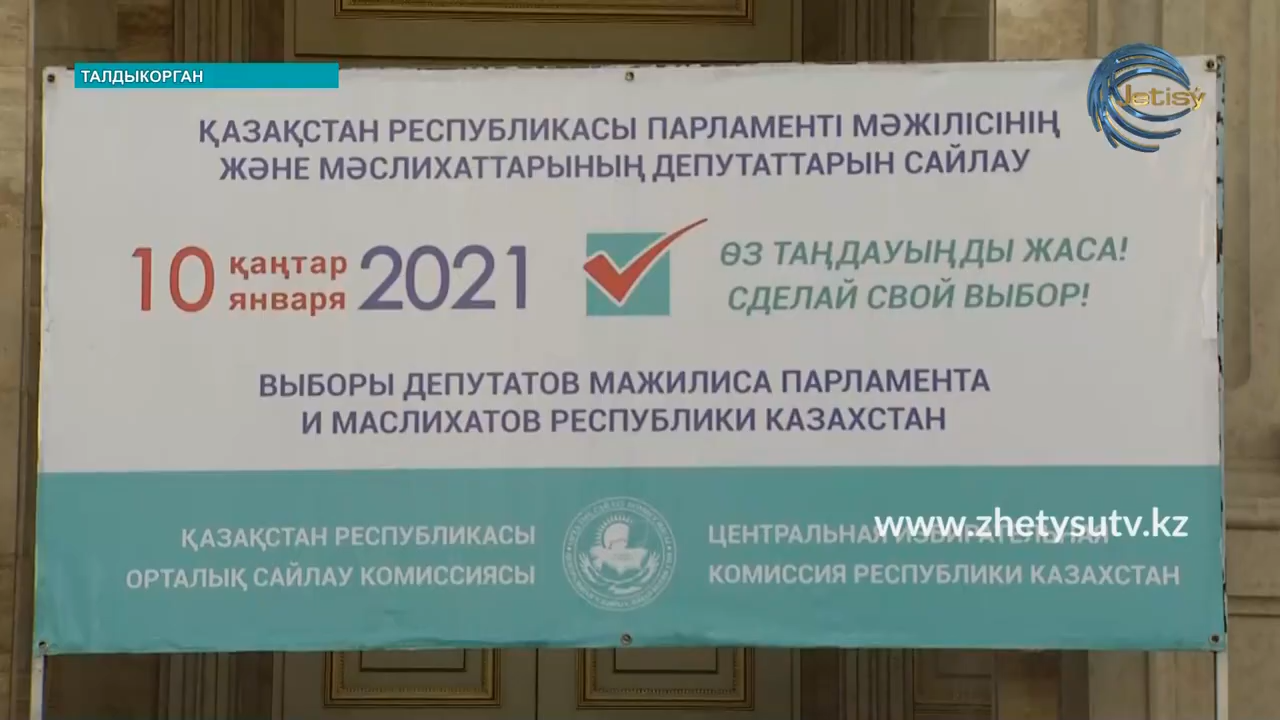 ТАЛДЫКОРГАН
Jetisý
ҚАЗАҚСТАН РЕСПУБЛИКАСЫ ПАРЛАМЕНТІ МӘЖІЛІСІНІҢ
ЖӘНЕ МӘСЛИХАТТАРЫНЫҢ ДЕПУТАТТАРЫН САЙЛАУ
10 қаңтар января 2021
ӨЗ ТАҢДАУЫҢДЫ ЖАСА!
СДЕЛАЙ СВОЙ ВЫБОР!
ВЫБОРЫ ДЕПУТАТОВ МАЖИЛИСА ПАРЛАМЕНТА
И МАСЛИХАТОВ РЕСПУБЛИКИ КАЗАХСТАН
ҚАЗАҚСТАН РЕСПУБЛИКАСЫ
ОРТАЛЫҚ САЙЛАУ КОМИССИЯСЫ
www.zhetysutv.kz
ЦЕНТРАЛЬНАЯ ИЗБИРАТЕЛЬНАЯ
КОМИССИЯ РЕСПУБЛИКИ КАЗАХСТАН